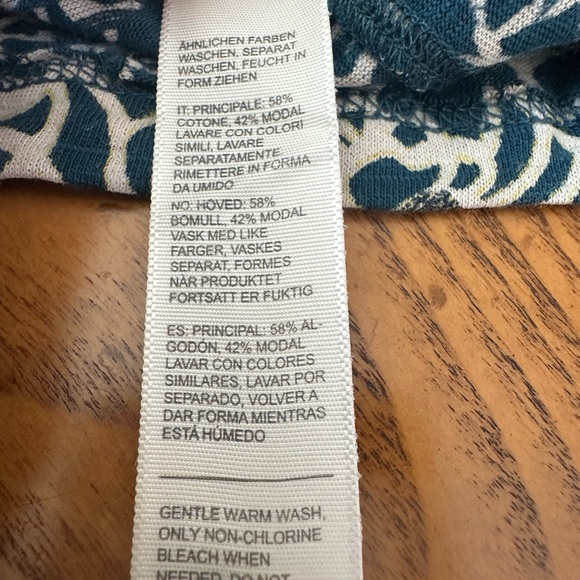 ÄHNLICHEN FARBEN
WASCHEN. SEPARAT
WASCHEN. FEUCHT IN
FORM ZIEHEN
IT: PRINCIPALE: 58%
COTONE, 42% MODAL
LAVARE CON COLORI
SIMILI, LAVARE
SEPARATAMENTE.
RIMETTERE IN FORMA
DA UMIDO
NO: HOVED: 58%
BOMULL, 42% MODAL
VASK MED LIKE
FARGER, VASKES
SEPARAT, FORMES
NÅR PRODUKTET
FORTSATT ER FUKTIG
ES: PRINCIPAL: 58% AL-
GODÓN, 42% MODAL
LAVAR CON COLORES
SIMILARES, LAVAR POR
SEPARADO, VOLVER A
DAR FORMA MIENTRAS
ESTÁ HÚMEDO
GENTLE WARM WASH,
ONLY NON-CHLORINE
BLEACH WHEN
NEEDED, DO NOT